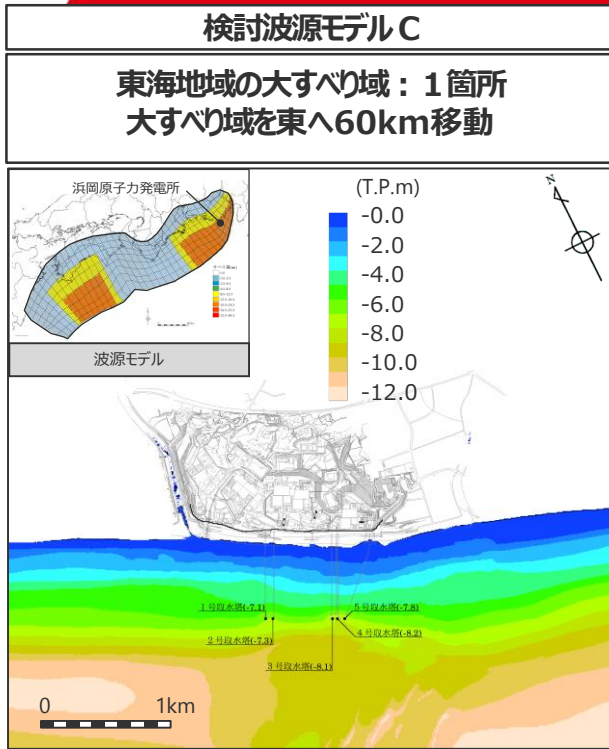 検討波源モデルC
東海地域の大すべり域：１箇所
大すべり域を東へ60km移動
浜岡原子力発電所
波源モデル
(T.P.m)
-0.0
-2.0
-4.0
-6.0
-8.0
-10.0
-12.0
N
1号取水塔(-7.1)
5号取水塔(-7.8)
2号取水塔(-7.3)
4号取水塔(-8.2)
3号取水塔(-8.1)
0 1km